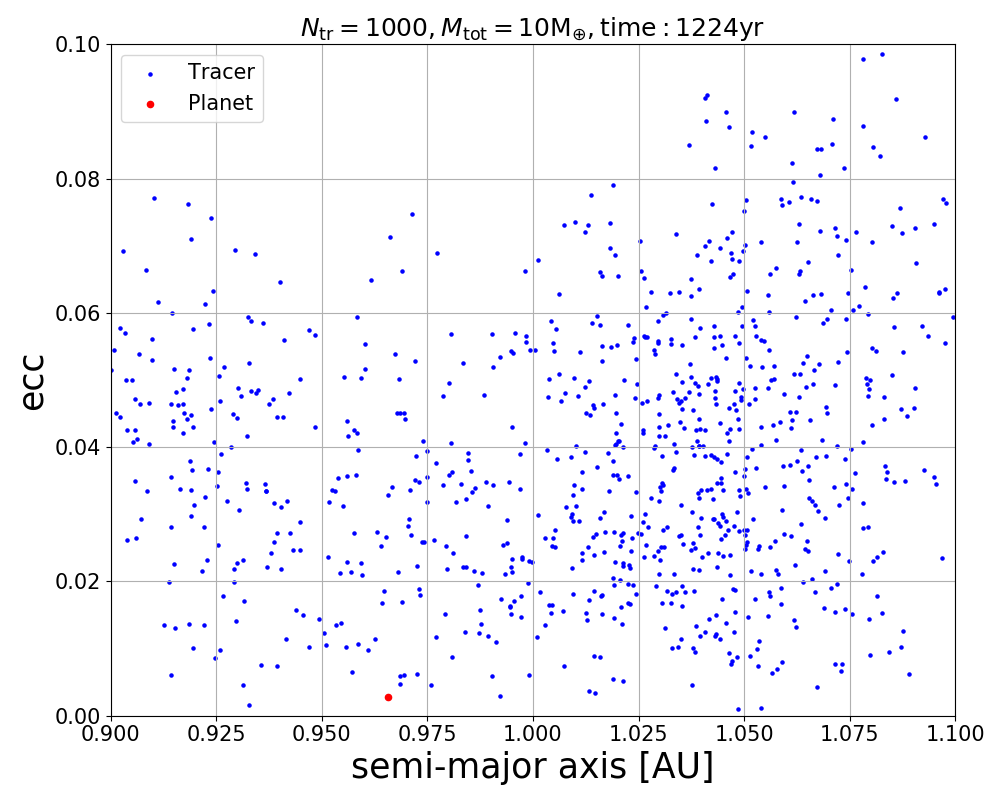 N_tr = 1000, M_tot = 10M_⊕, time : 1224yr
Tracer
Planet
0.10
0.08
0.06
0.04
0.02
0.00
ecc
0.900 0.925 0.950 0.975 1.000 1.025 1.050 1.075 1.100
semi-major axis [AU]